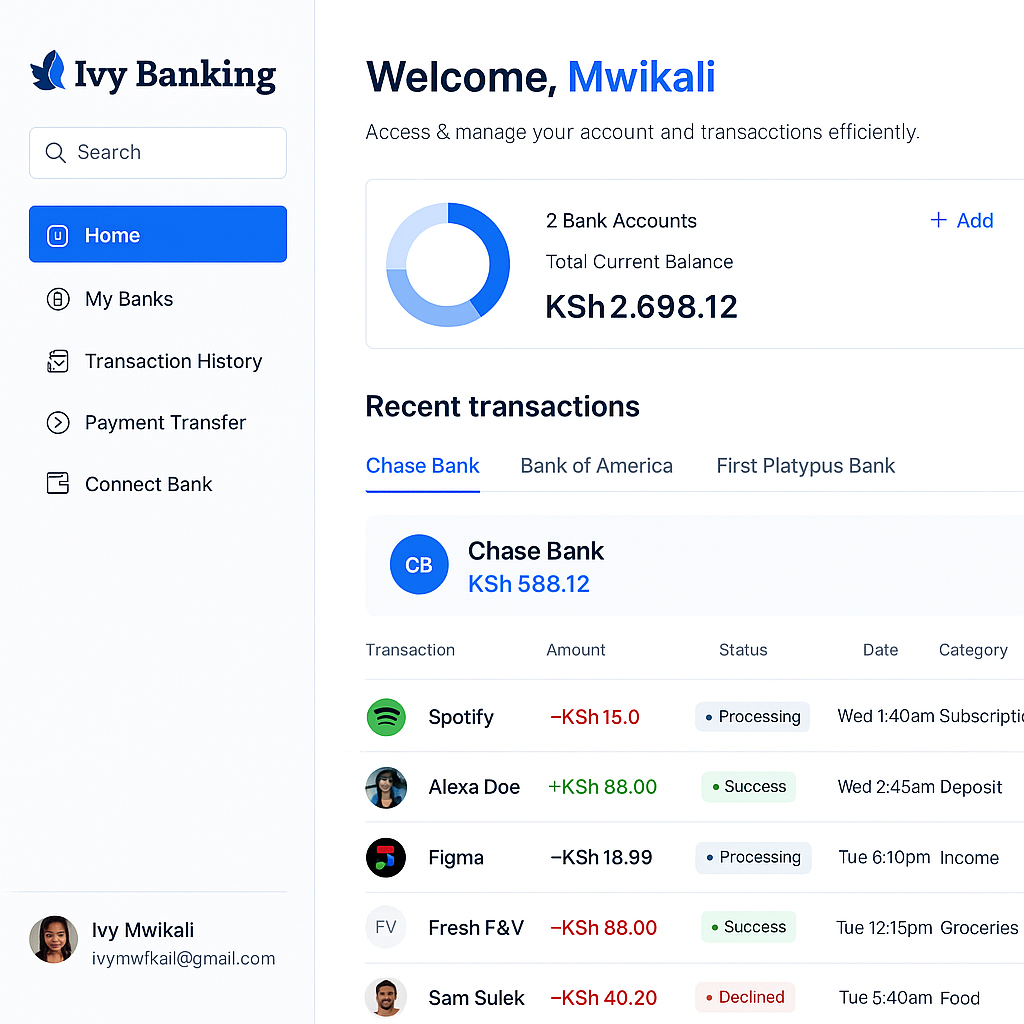 Ivy Banking
Search
Home
My Banks
Transaction History
Payment Transfer
Connect Bank
Ivy Mwikali
ivymwfkail@gmail.com
Welcome, Mwikali
Access & manage your account and transacctions efficiently.
2 Bank Accounts
+ Add
Total Current Balance
KSh 2.698.12
Recent transactions
Chase Bank Bank of America First Platypus Bank
CB
Chase Bank
KSh 588.12
Transaction Amount Status Date Category
Spotify −KSh 15.0 Processing Wed 1:40am Subscriptio
Alexa Doe +KSh 88.00 Success Wed 2:45am Deposit
Figma −KSh 18.99 Processing Tue 6:10pm Income
FV Fresh F&V −KSh 88.00 Success Tue 12:15pm Groceries
Sam Sulek −KSh 40.20 Declined Tue 5:40am Food